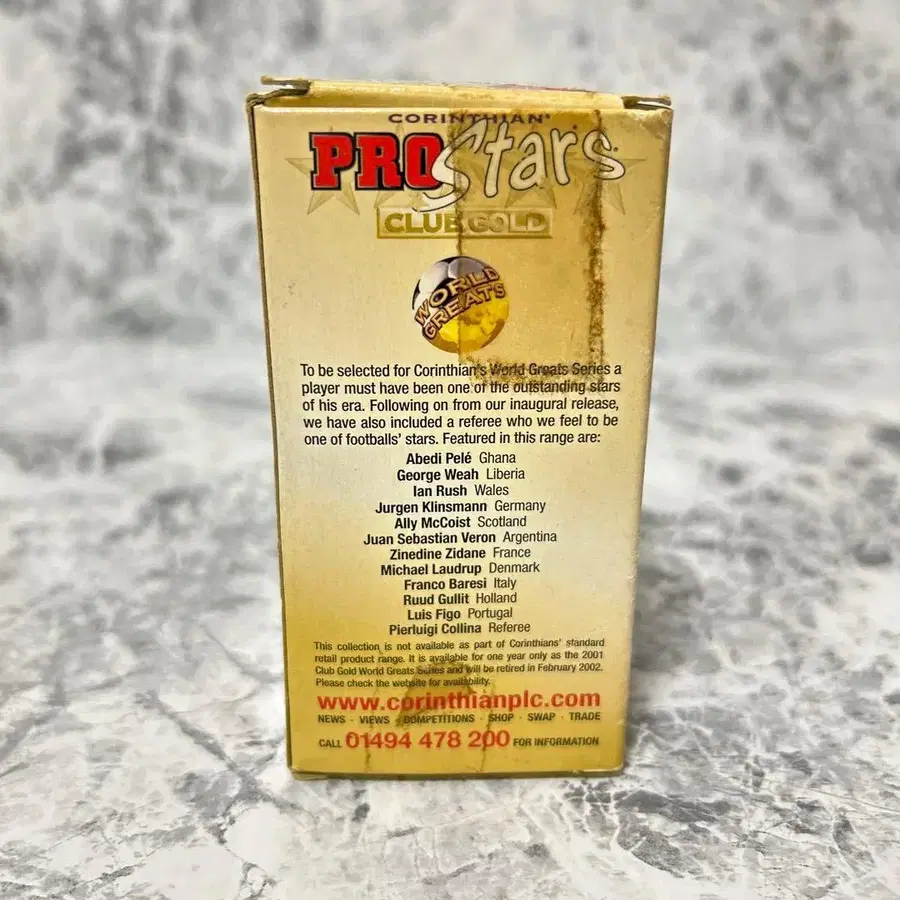 CORINTHIAN®
PRO Stars
CLUB GOLD
WORLD
GREATS
To be selected for Corinthian's World Greats Series a
player must have been one of the outstanding stars
of his era. Following on from our inaugural release,
we have also included a referee who we feel to be
one of footballs' stars. Featured in this range are:
Abedi Pelé Ghana
George Weah Liberia
Ian Rush Wales
Jurgen Klinsmann Germany
Ally McCoist Scotland
Juan Sebastian Veron Argentina
Zinedine Zidane France
Michael Laudrup Denmark
Franco Baresi Italy
Ruud Gullit Holland
Luis Figo Portugal
Pierluigi Collina Referee
This collection is not available as part of Corinthians' standard
retail product range. It is available for one year only as the 2001
Club Gold World Greats Series and will be retired in February 2002.
Please check the website for availability.
www.corinthianplc.com
NEWS · VIEWS · COMPETITIONS · SHOP · SWAP · TRADE
CALL 01494 478 200 FOR INFORMATION